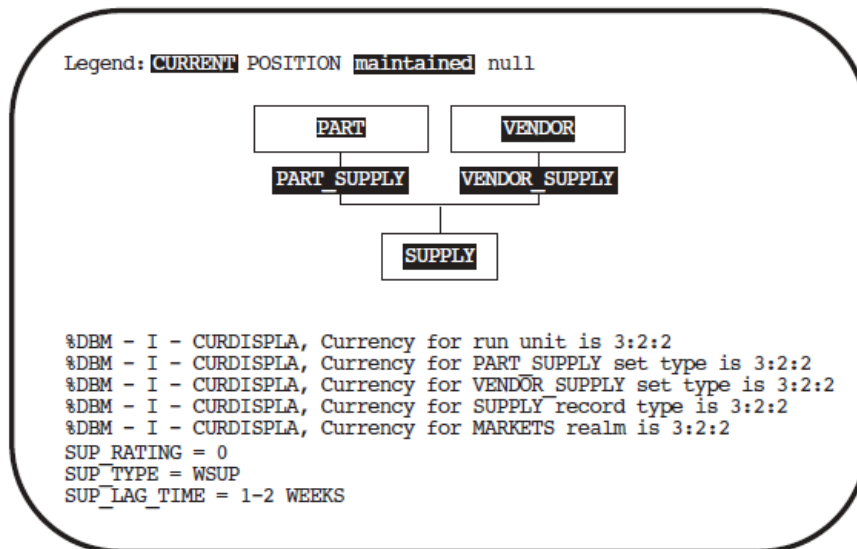 Legend: CURRENT POSITION maintained null
PART VENDOR
PART_SUPPLY VENDOR_SUPPLY
SUPPLY
%DBM - I - CURDISPLA, Currency for run unit is 3:2:2
%DBM - I - CURDISPLA, Currency for PART_SUPPLY set type is 3:2:2
%DBM - I - CURDISPLA, Currency for VENDOR_SUPPLY set type is 3:2:2
%DBM - I - CURDISPLA, Currency for SUPPLY record type is 3:2:2
%DBM - I - CURDISPLA, Currency for MARKETS realm is 3:2:2
SUP_RATING = 0
SUP_TYPE = WSUP
SUP_LAG_TIME = 1-2 WEEKS